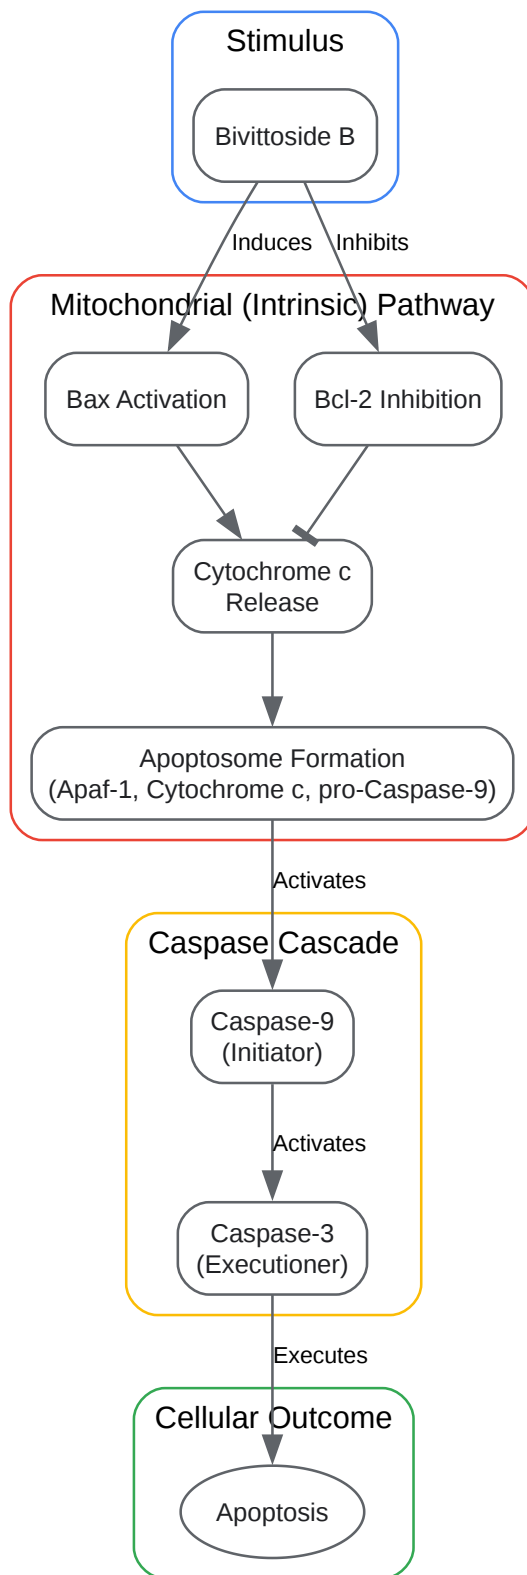 Stimulus
Bivittoside B
Induces
Inhibits
Mitochondrial (Intrinsic) Pathway
Bax Activation
Bcl-2 Inhibition
Cytochrome c
Release
Apoptosome Formation
(Apaf-1, Cytochrome c, pro-Caspase-9)
Activates
Caspase Cascade
Caspase-9
(Initiator)
Activates
Caspase-3
(Executioner)
Executes
Cellular Outcome
Apoptosis